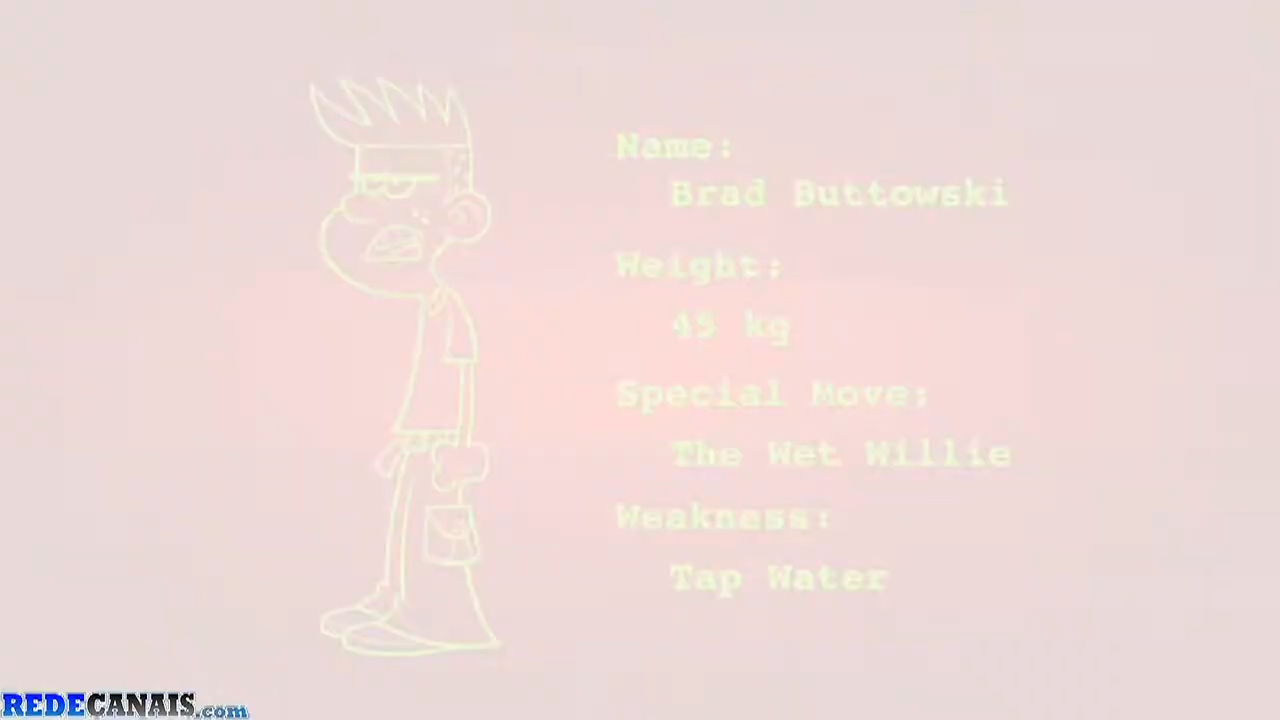 Name:
Brad Buttowski
Weight:
45 kg
Special Move:
The Wet Willie
Weakness:
Tap Water
REDECANAIS.com